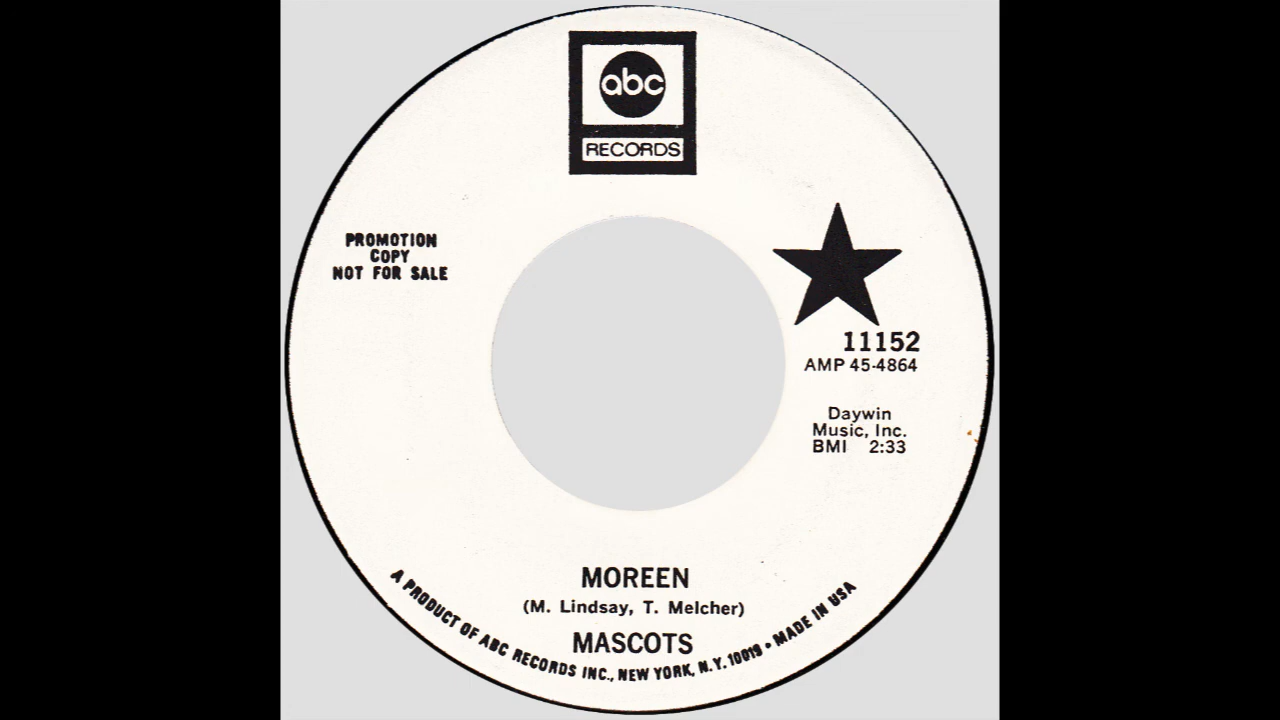 abc
RECORDS
PROMOTION
COPY
NOT FOR SALE
11152
AMP 45-4864
Daywin
Music, Inc.
BMI 2:33
MOREEN
(M. Lindsay, T. Melcher)
MASCOTS
A PRODUCT OF ABC RECORDS INC., NEW YORK, N.Y. 10019 • MADE IN USA